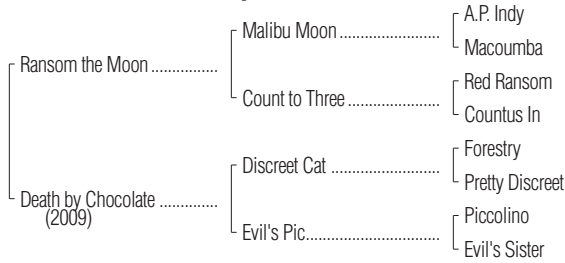 A.P. Indy
Malibu Moon ....................
Macoumba
Ransom the Moon ...............
Red Ransom
Count to Three ...................
Countus In
Forestry
Discreet Cat ......................
Pretty Discreet
Death by Chocolate .............
(2009)
Piccolino
Evil's Pic...........................
Evil's Sister